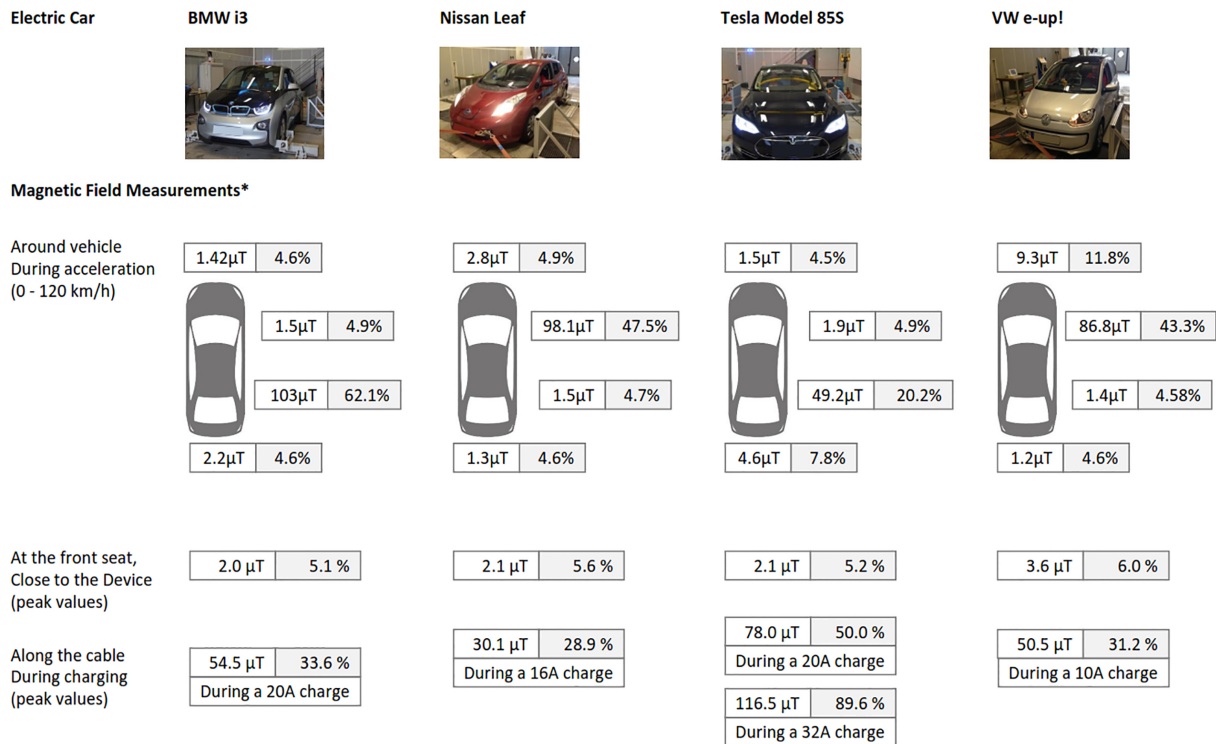 Electric Car BMW i3 Nissan Leaf Tesla Model 85S VW e-up!
Magnetic Field Measurements*
Around vehicle
During acceleration
(0 - 120 km/h)
1.42µT 4.6% 2.8µT 4.9% 1.5µT 4.5% 9.3µT 11.8%
1.5µT 4.9% 98.1µT 47.5% 1.9µT 4.9% 86.8µT 43.3%
103µT 62.1% 1.5µT 4.7% 49.2µT 20.2% 1.4µT 4.58%
2.2µT 4.6% 1.3µT 4.6% 4.6µT 7.8% 1.2µT 4.6%
At the front seat,
Close to the Device
(peak values)
2.0 µT 5.1 % 2.1 µT 5.6 % 2.1 µT 5.2 % 3.6 µT 6.0 %
Along the cable
During charging
(peak values)
54.5 µT 33.6 %
During a 20A charge
30.1 µT 28.9 %
During a 16A charge
78.0 µT 50.0 %
During a 20A charge
116.5 µT 89.6 %
During a 32A charge
50.5 µT 31.2 %
During a 10A charge